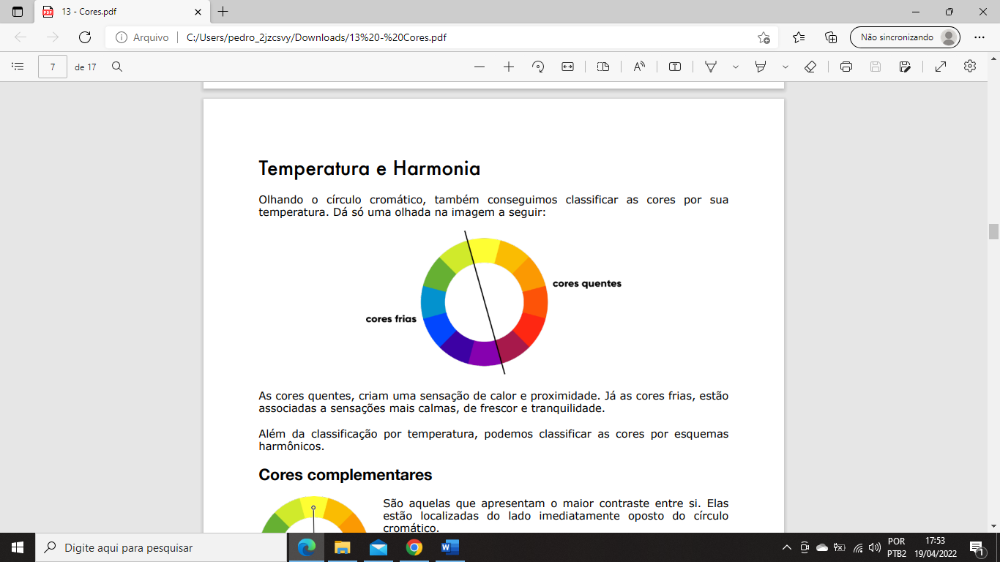 13 - Cores.pdf
Arquivo
C:/Users/pedro_2jzcsvy/Downloads/13%20-%20Cores.pdf
Não sincronizando
7
de 17
Temperatura e Harmonia
Olhando o círculo cromático, também conseguimos classificar as cores por sua
temperatura. Dá só uma olhada na imagem a seguir:
cores quentes
cores frias
As cores quentes, criam uma sensação de calor e proximidade. Já as cores frias, estão
associadas a sensações mais calmas, de frescor e tranquilidade.
Além da classificação por temperatura, podemos classificar as cores por esquemas
harmônicos.
Cores complementares
São aquelas que apresentam o maior contraste entre si. Elas
estão localizadas do lado imediatamente oposto do círculo
cromático.
Digite aqui para pesquisar
POR
PTB2
17:53
19/04/2022
1